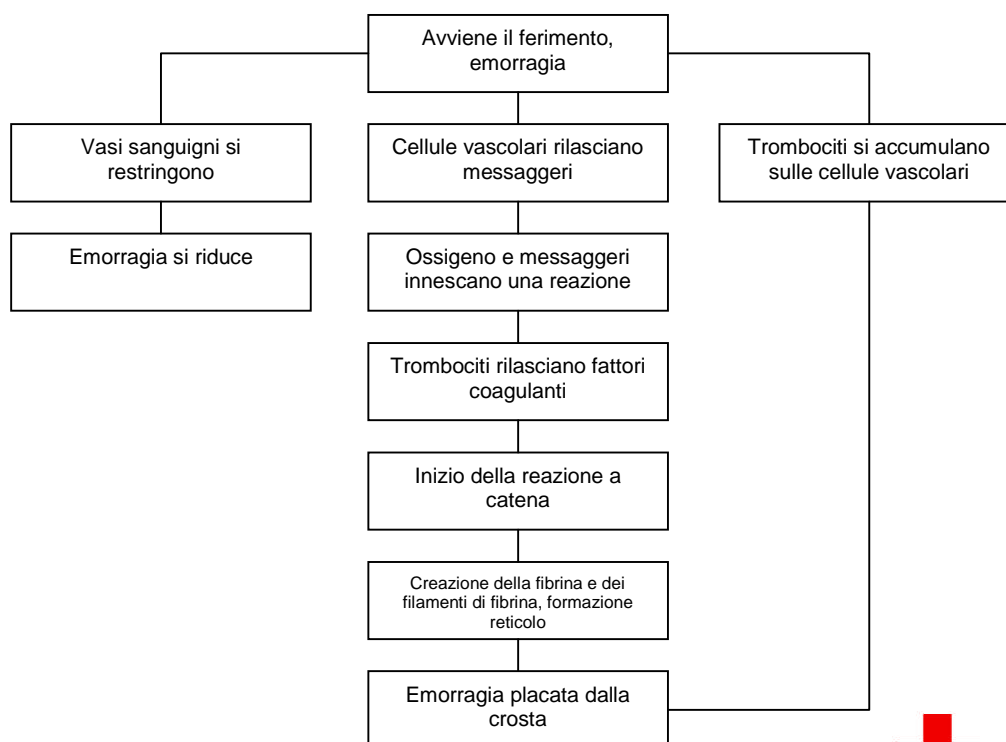 Avviene il ferimento,
emorragia
Vasi sanguigni si
restringono
Cellule vascolari rilasciano
messaggeri
Trombociti si accumulano
sulle cellule vascolari
Emorragia si riduce
Ossigeno e messaggeri
innescano una reazione
Trombociti rilasciano fattori
coagulanti
Inizio della reazione a
catena
Creazione della fibrina e dei
filamenti di fibrina, formazione
reticolo
Emorragia placata dalla
crosta